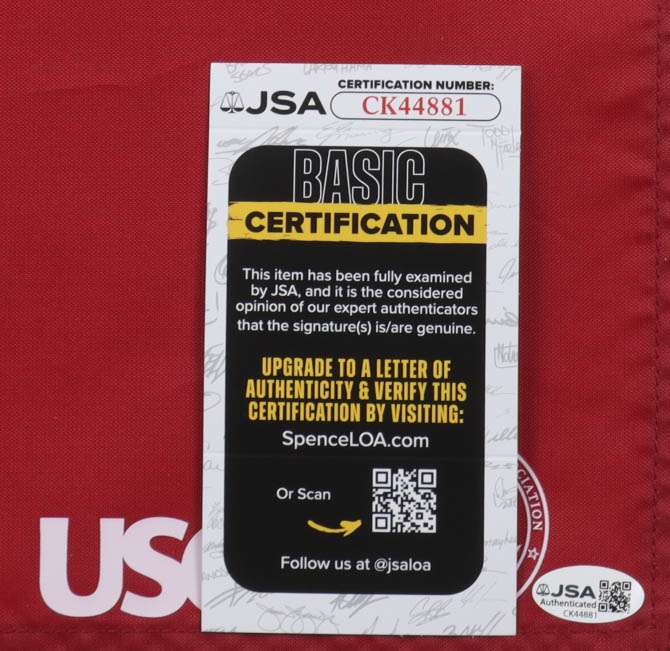 CERTIFICATION NUMBER:
JSA
CK44881
BASIC
CERTIFICATION
This item has been fully examined
by JSA, and it is the considered
opinion of our expert authenticators
that the signature(s) is/are genuine.
UPGRADE TO A LETTER OF
AUTHENTICITY & VERIFY THIS
CERTIFICATION BY VISITING:
SpenceLOA.com
Or Scan
Follow us at @jsaloa
US
CIATION
JSA
Authenticated
CK44881